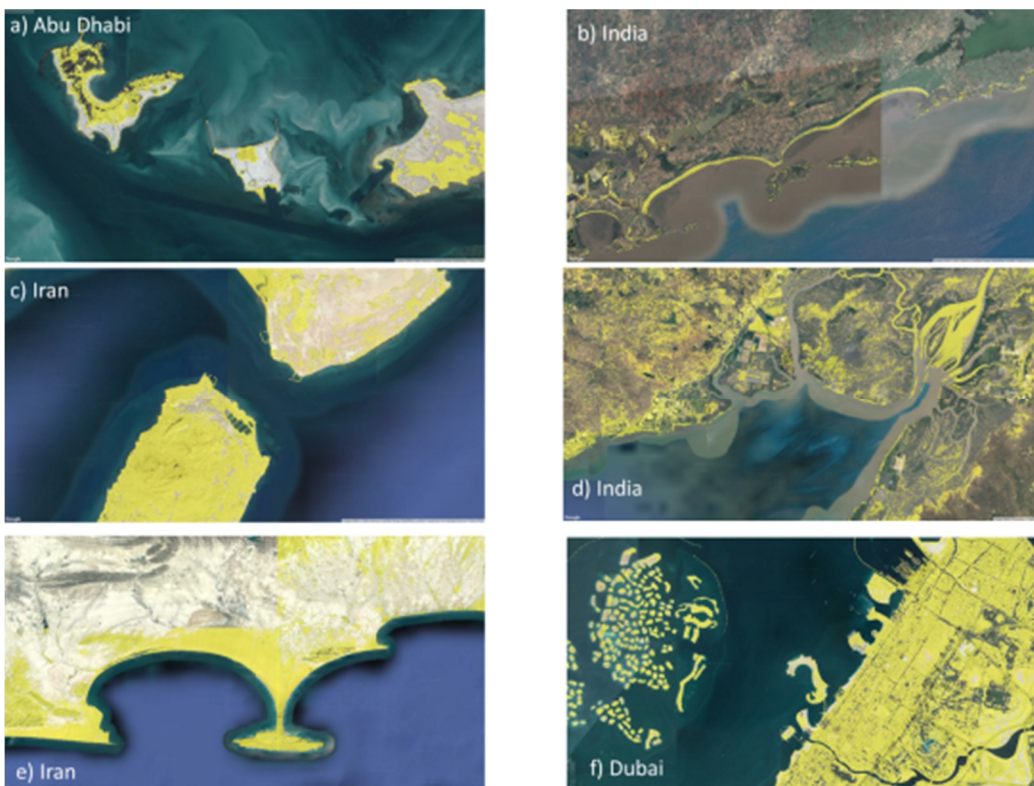 a) Abu Dhabi
b) India
c) Iran
d) India
e) Iran
f) Dubai